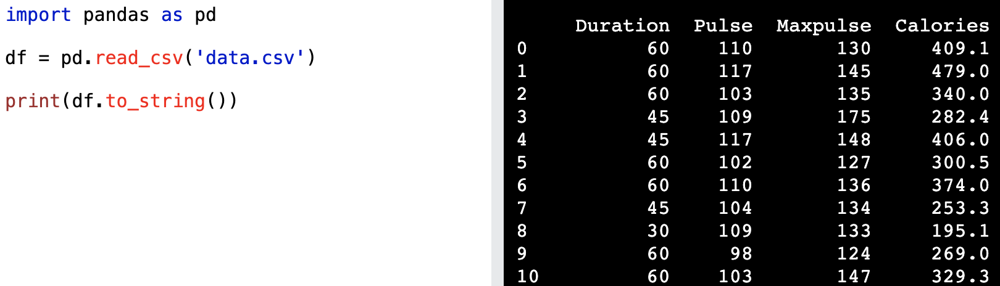 import pandas as pd
df = pd.read_csv('data.csv')
print(df.to_string())
Duration Pulse Maxpulse Calories
0 60 110 130 409.1
1 60 117 145 479.0
2 60 103 135 340.0
3 45 109 175 282.4
4 45 117 148 406.0
5 60 102 127 300.5
6 60 110 136 374.0
7 45 104 134 253.3
8 30 109 133 195.1
9 60 98 124 269.0
10 60 103 147 329.3